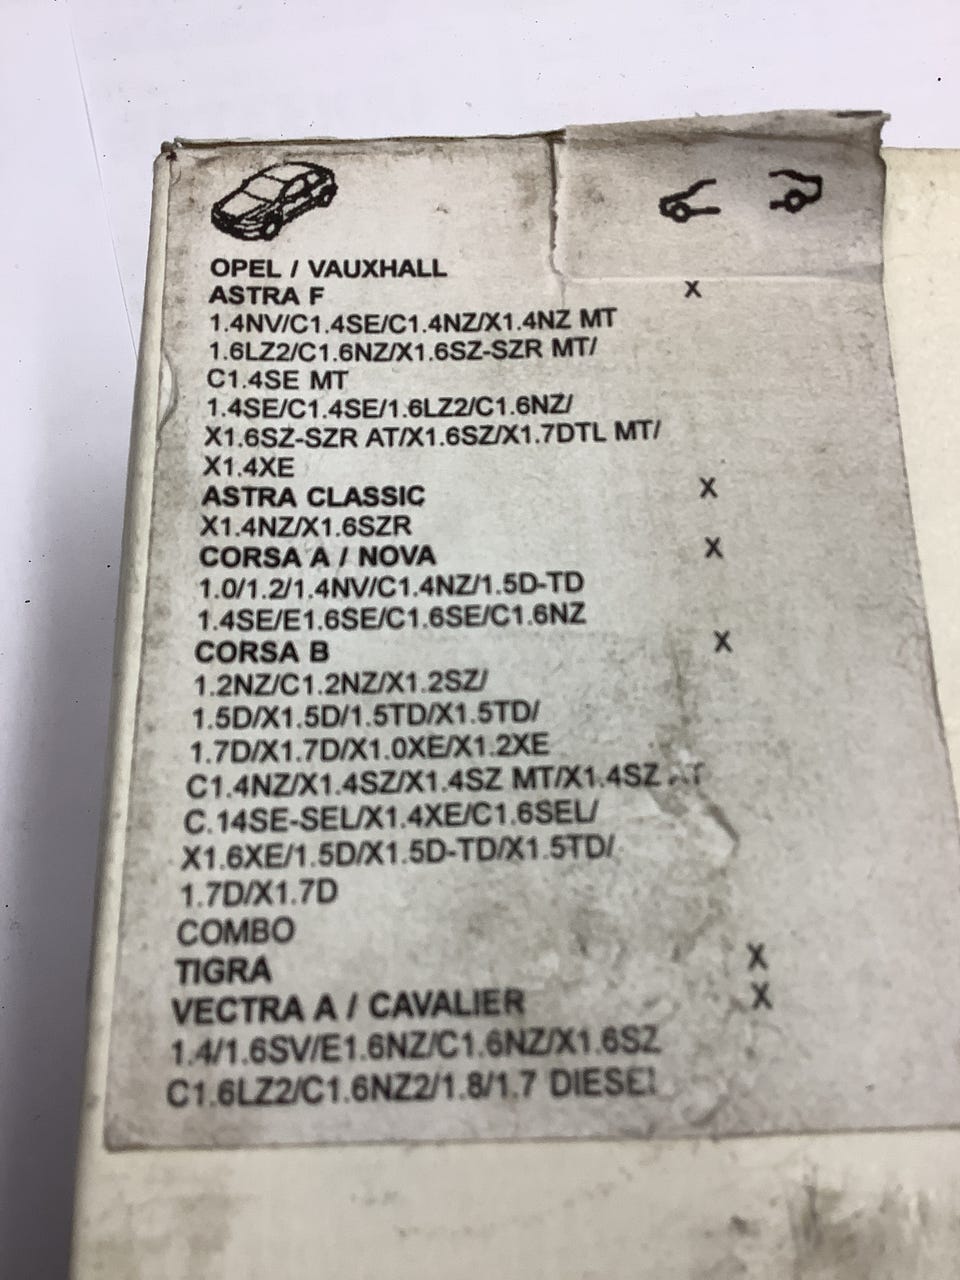 OPEL / VAUXHALL
ASTRA F X
1.4NV/C1.4SE/C1.4NZ/X1.4NZ MT
1.6LZ2/C1.6NZ/X1.6SZ-SZR MT/
C1.4SE MT
1.4SE/C1.4SE/1.6LZ2/C1.6NZ/
X1.6SZ-SZR AT/X1.6SZ/X1.7DTL MT/
X1.4XE
ASTRA CLASSIC X
X1.4NZ/X1.6SZR
CORSA A / NOVA X
1.0/1.2/1.4NV/C1.4NZ/1.5D-TD
1.4SE/E1.6SE/C1.6SE/C1.6NZ
CORSA B X
1.2NZ/C1.2NZ/X1.2SZ/
1.5D/X1.5D/1.5TD/X1.5TD/
1.7D/X1.7D/X1.0XE/X1.2XE
C1.4NZ/X1.4SZ/X1.4SZ MT/X1.4SZ AT
C.14SE-SEL/X1.4XE/C1.6SEL/
X1.6XE/1.5D/X1.5D-TD/X1.5TD/
1.7D/X1.7D
COMBO
TIGRA X
VECTRA A / CAVALIER X
1.4/1.6SV/E1.6NZ/C1.6NZ/X1.6SZ
C1.6LZ2/C1.6NZ2/1.8/1.7 DIESEL